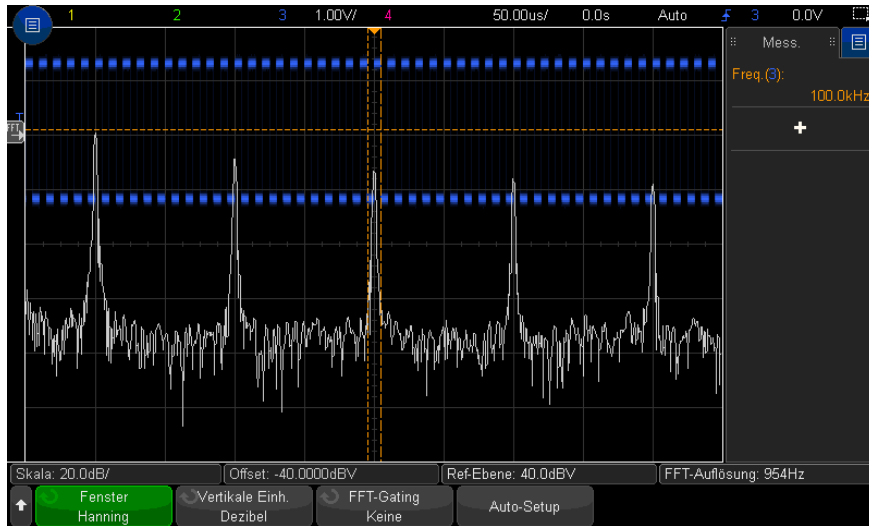 1 2 3 1.00V/ 4 50.00us/ 0.0s Auto 3 0.0V
Mess.
Freq.(3):
100.0kHz
+
T
FFT
Skala: 20.0dB/ Offset: -40.0000dBV Ref-Ebene: 40.0dBV FFT-Auflösung: 954Hz
Fenster
Hanning
Vertikale Einh.
Dezibel
FFT-Gating
Keine
Auto-Setup